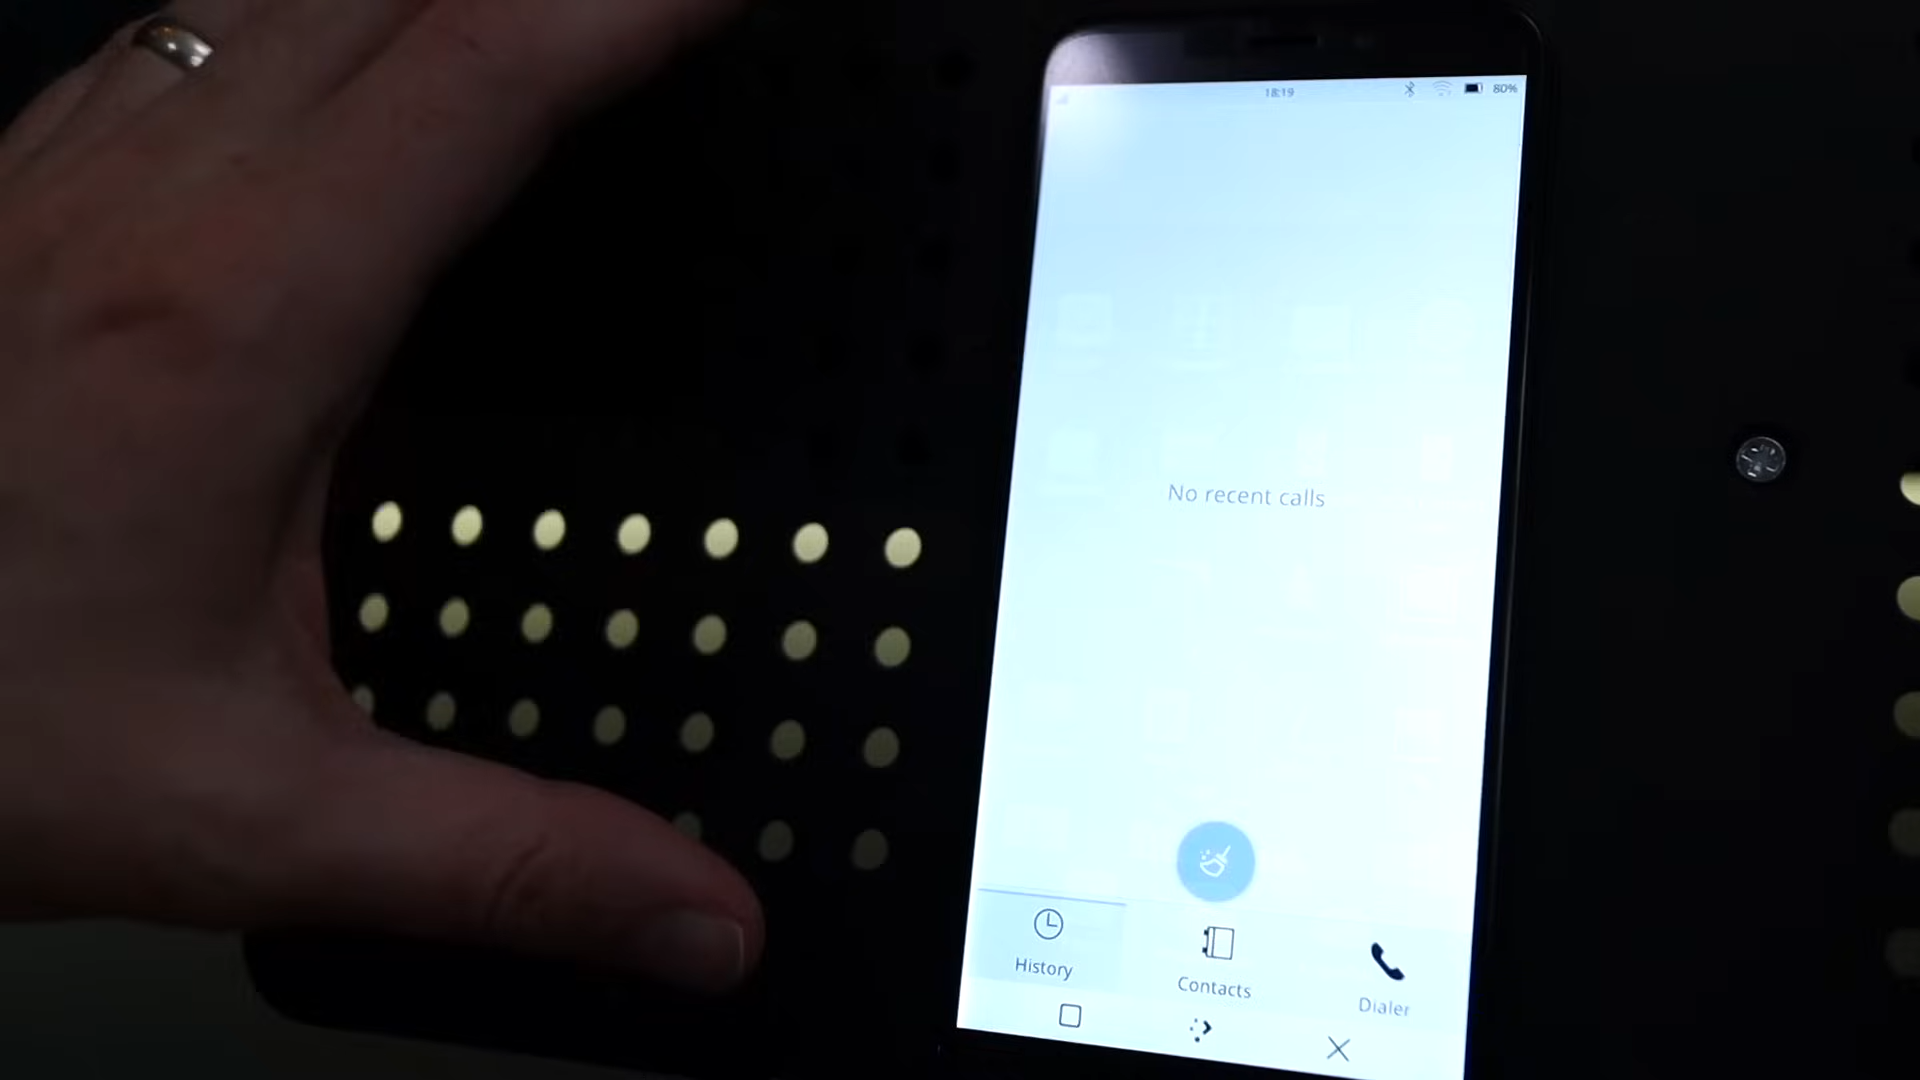 18:19
80%
No recent calls
History
Contacts
Dialer